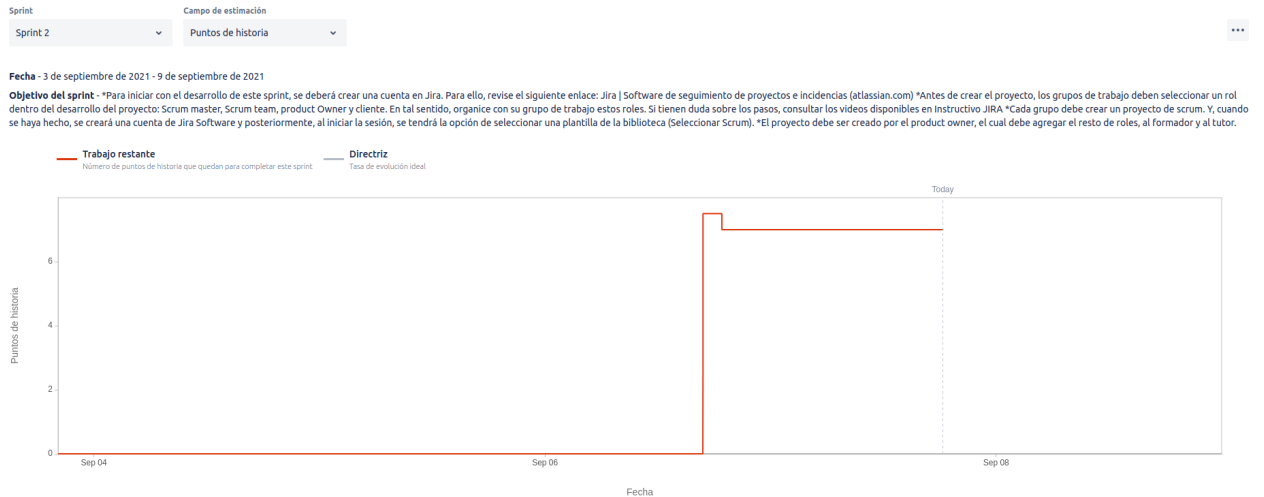 Sprint
Campo de estimación
Sprint 2
Puntos de historia
Fecha - 3 de septiembre de 2021 - 9 de septiembre de 2021
Objetivo del sprint - *Para iniciar con el desarrollo de este sprint, se deberá crear una cuenta en Jira. Para ello, revise el siguiente enlace: Jira | Software de seguimiento de proyectos e incidencias (atlassian.com) *Antes de crear el proyecto, los grupos de trabajo deben seleccionar un rol
dentro del desarrollo del proyecto: Scrum master, Scrum team, product Owner y cliente. En tal sentido, organice con su grupo de trabajo estos roles. Si tienen duda sobre los pasos, consultar los videos disponibles en Instructivo JIRA *Cada grupo debe crear un proyecto de scrum. Y, cuando
se haya hecho, se creará una cuenta de Jira Software y posteriormente, al iniciar la sesión, se tendrá la opción de seleccionar una plantilla de la biblioteca (Seleccionar Scrum). *El proyecto debe ser creado por el product owner, el cual debe agregar el resto de roles, al formador y al tutor.
Trabajo restante
Número de puntos de historia que quedan para completar este sprint
Directriz
Tasa de evolución ideal
Today
6
4
2
0
Puntos de historia
Sep 04
Sep 06
Sep 08
Fecha